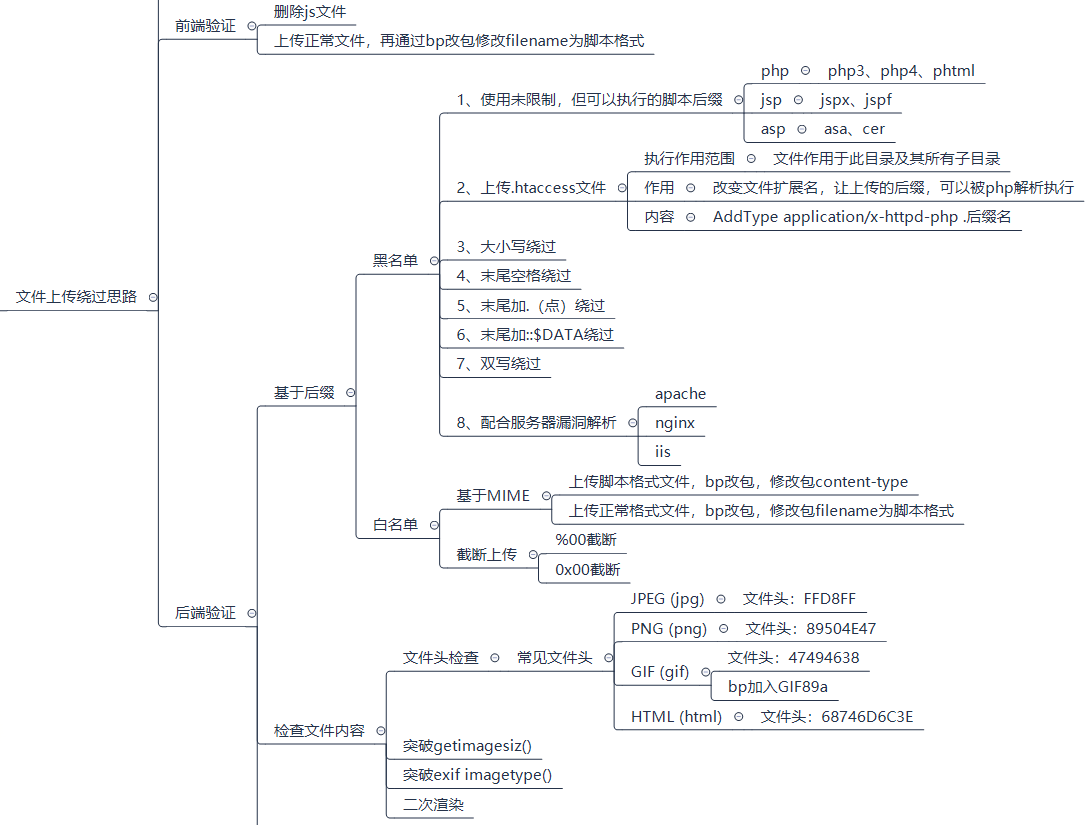 文件上传绕过思路
前端验证
删除js文件
上传正常文件，再通过bp改包修改filename为脚本格式
后端验证
基于后缀
黑名单
1、使用未限制，但可以执行的脚本后缀
php
php3、php4、phtml
jsp
jspx、jspf
asp
asa、cer
2、上传.htaccess文件
执行作用范围
文件作用于此目录及其所有子目录
作用
改变文件扩展名，让上传的后缀，可以被php解析执行
内容
AddType application/x-httpd-php .后缀名
3、大小写绕过
4、末尾空格绕过
5、末尾加.（点）绕过
6、末尾加::$DATA绕过
7、双写绕过
8、配合服务器漏洞解析
apache
nginx
iis
白名单
基于MIME
上传脚本格式文件，bp改包，修改包content-type
上传正常格式文件，bp改包，修改包filename为脚本格式
截断上传
%00截断
0x00截断
检查文件内容
文件头检查
常见文件头
JPEG (jpg)
文件头：FFD8FF
PNG (png)
文件头：89504E47
GIF (gif)
文件头：47494638
bp加入GIF89a
HTML (html)
文件头：68746D6C3E
突破getimagesiz()
突破exif imagetype()
二次渲染